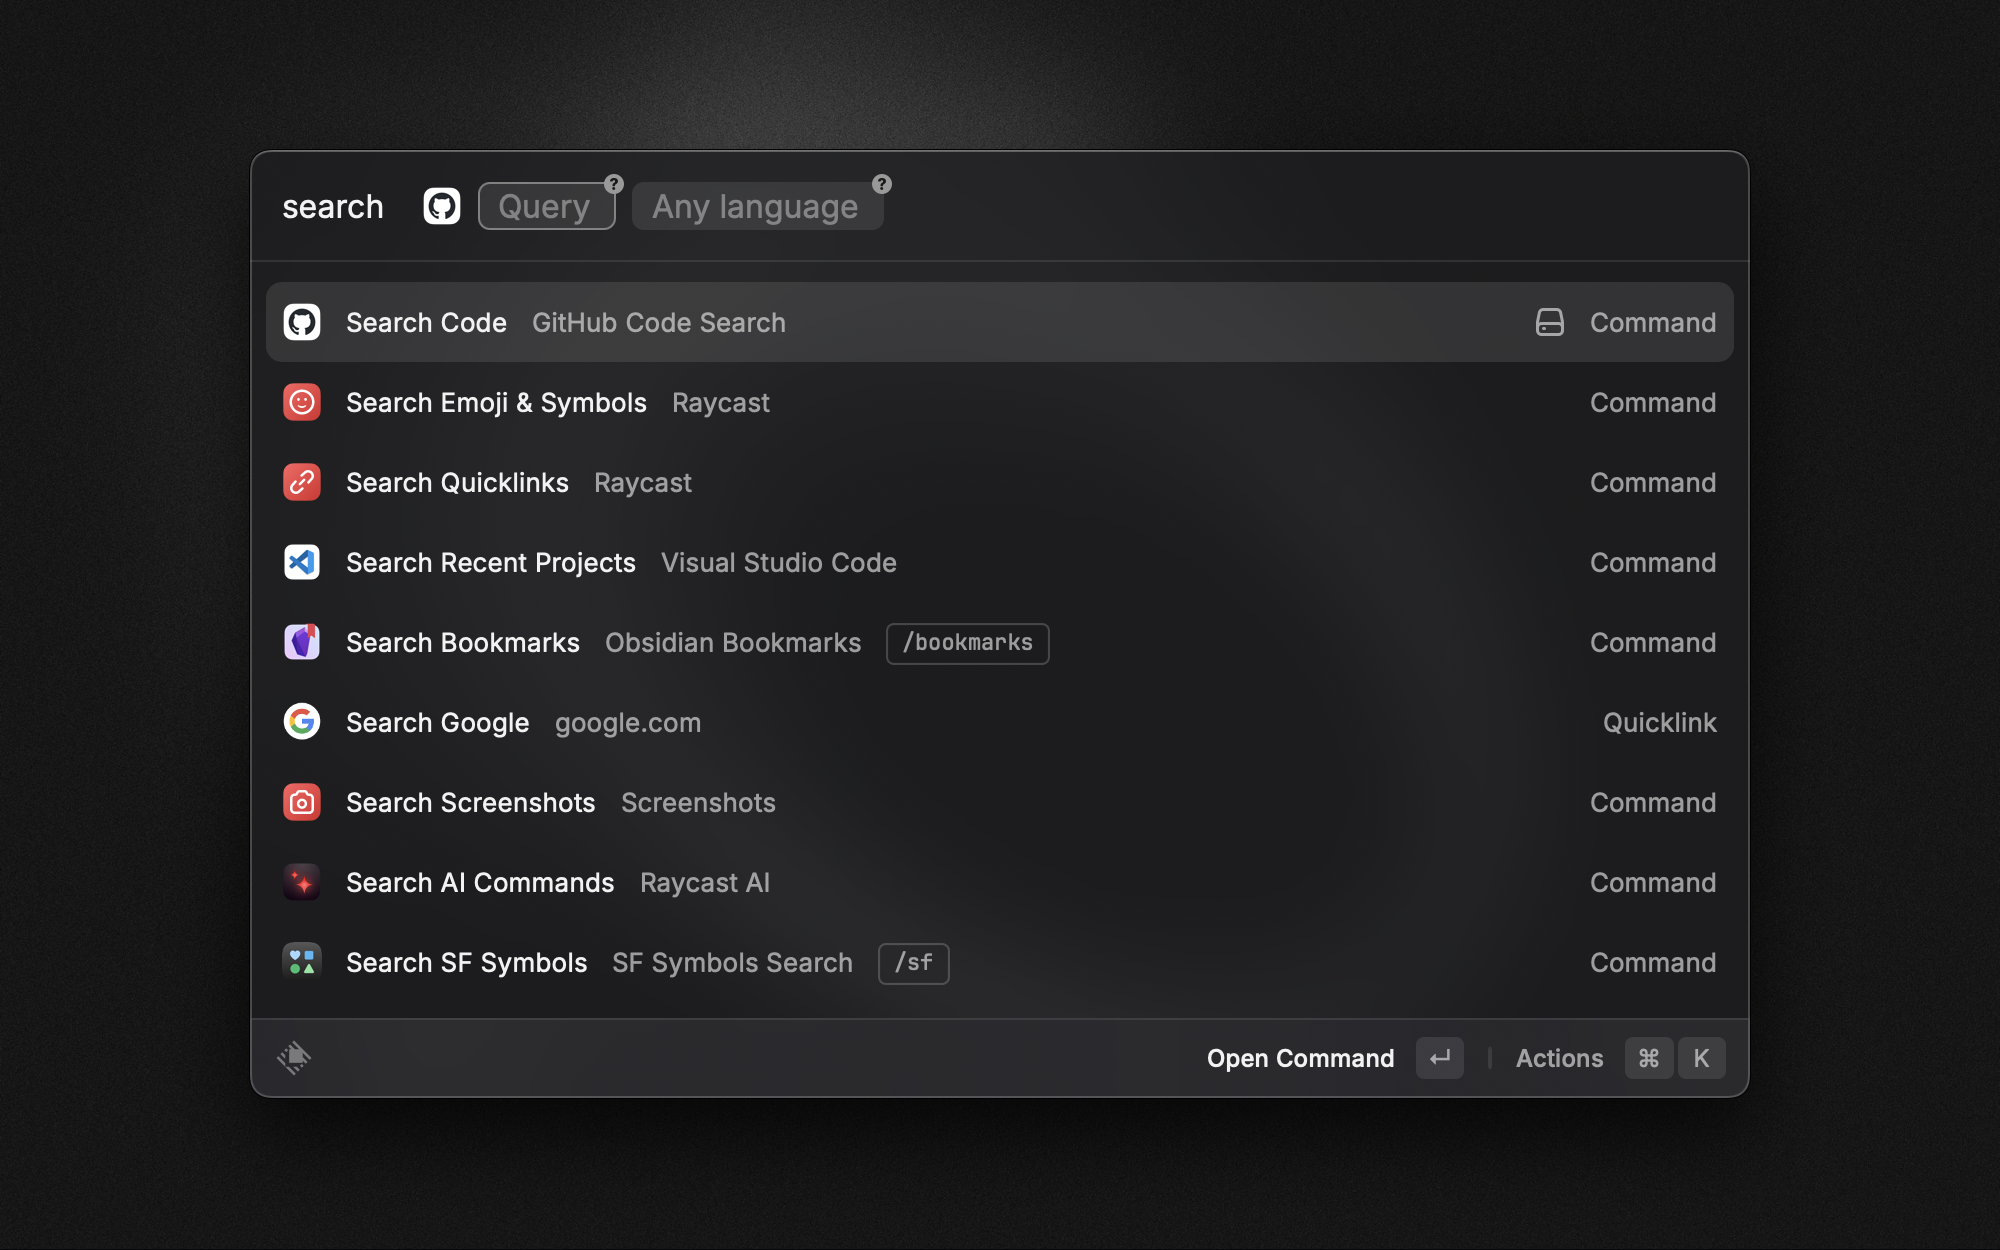 search Query ? Any language ?
Search Code GitHub Code Search Command
Search Emoji & Symbols Raycast Command
Search Quicklinks Raycast Command
Search Recent Projects Visual Studio Code Command
Search Bookmarks Obsidian Bookmarks /bookmarks Command
Search Google google.com Quicklink
Search Screenshots Screenshots Command
Search AI Commands Raycast AI Command
Search SF Symbols SF Symbols Search /sf Command
Open Command ↵ Actions ⌘ K